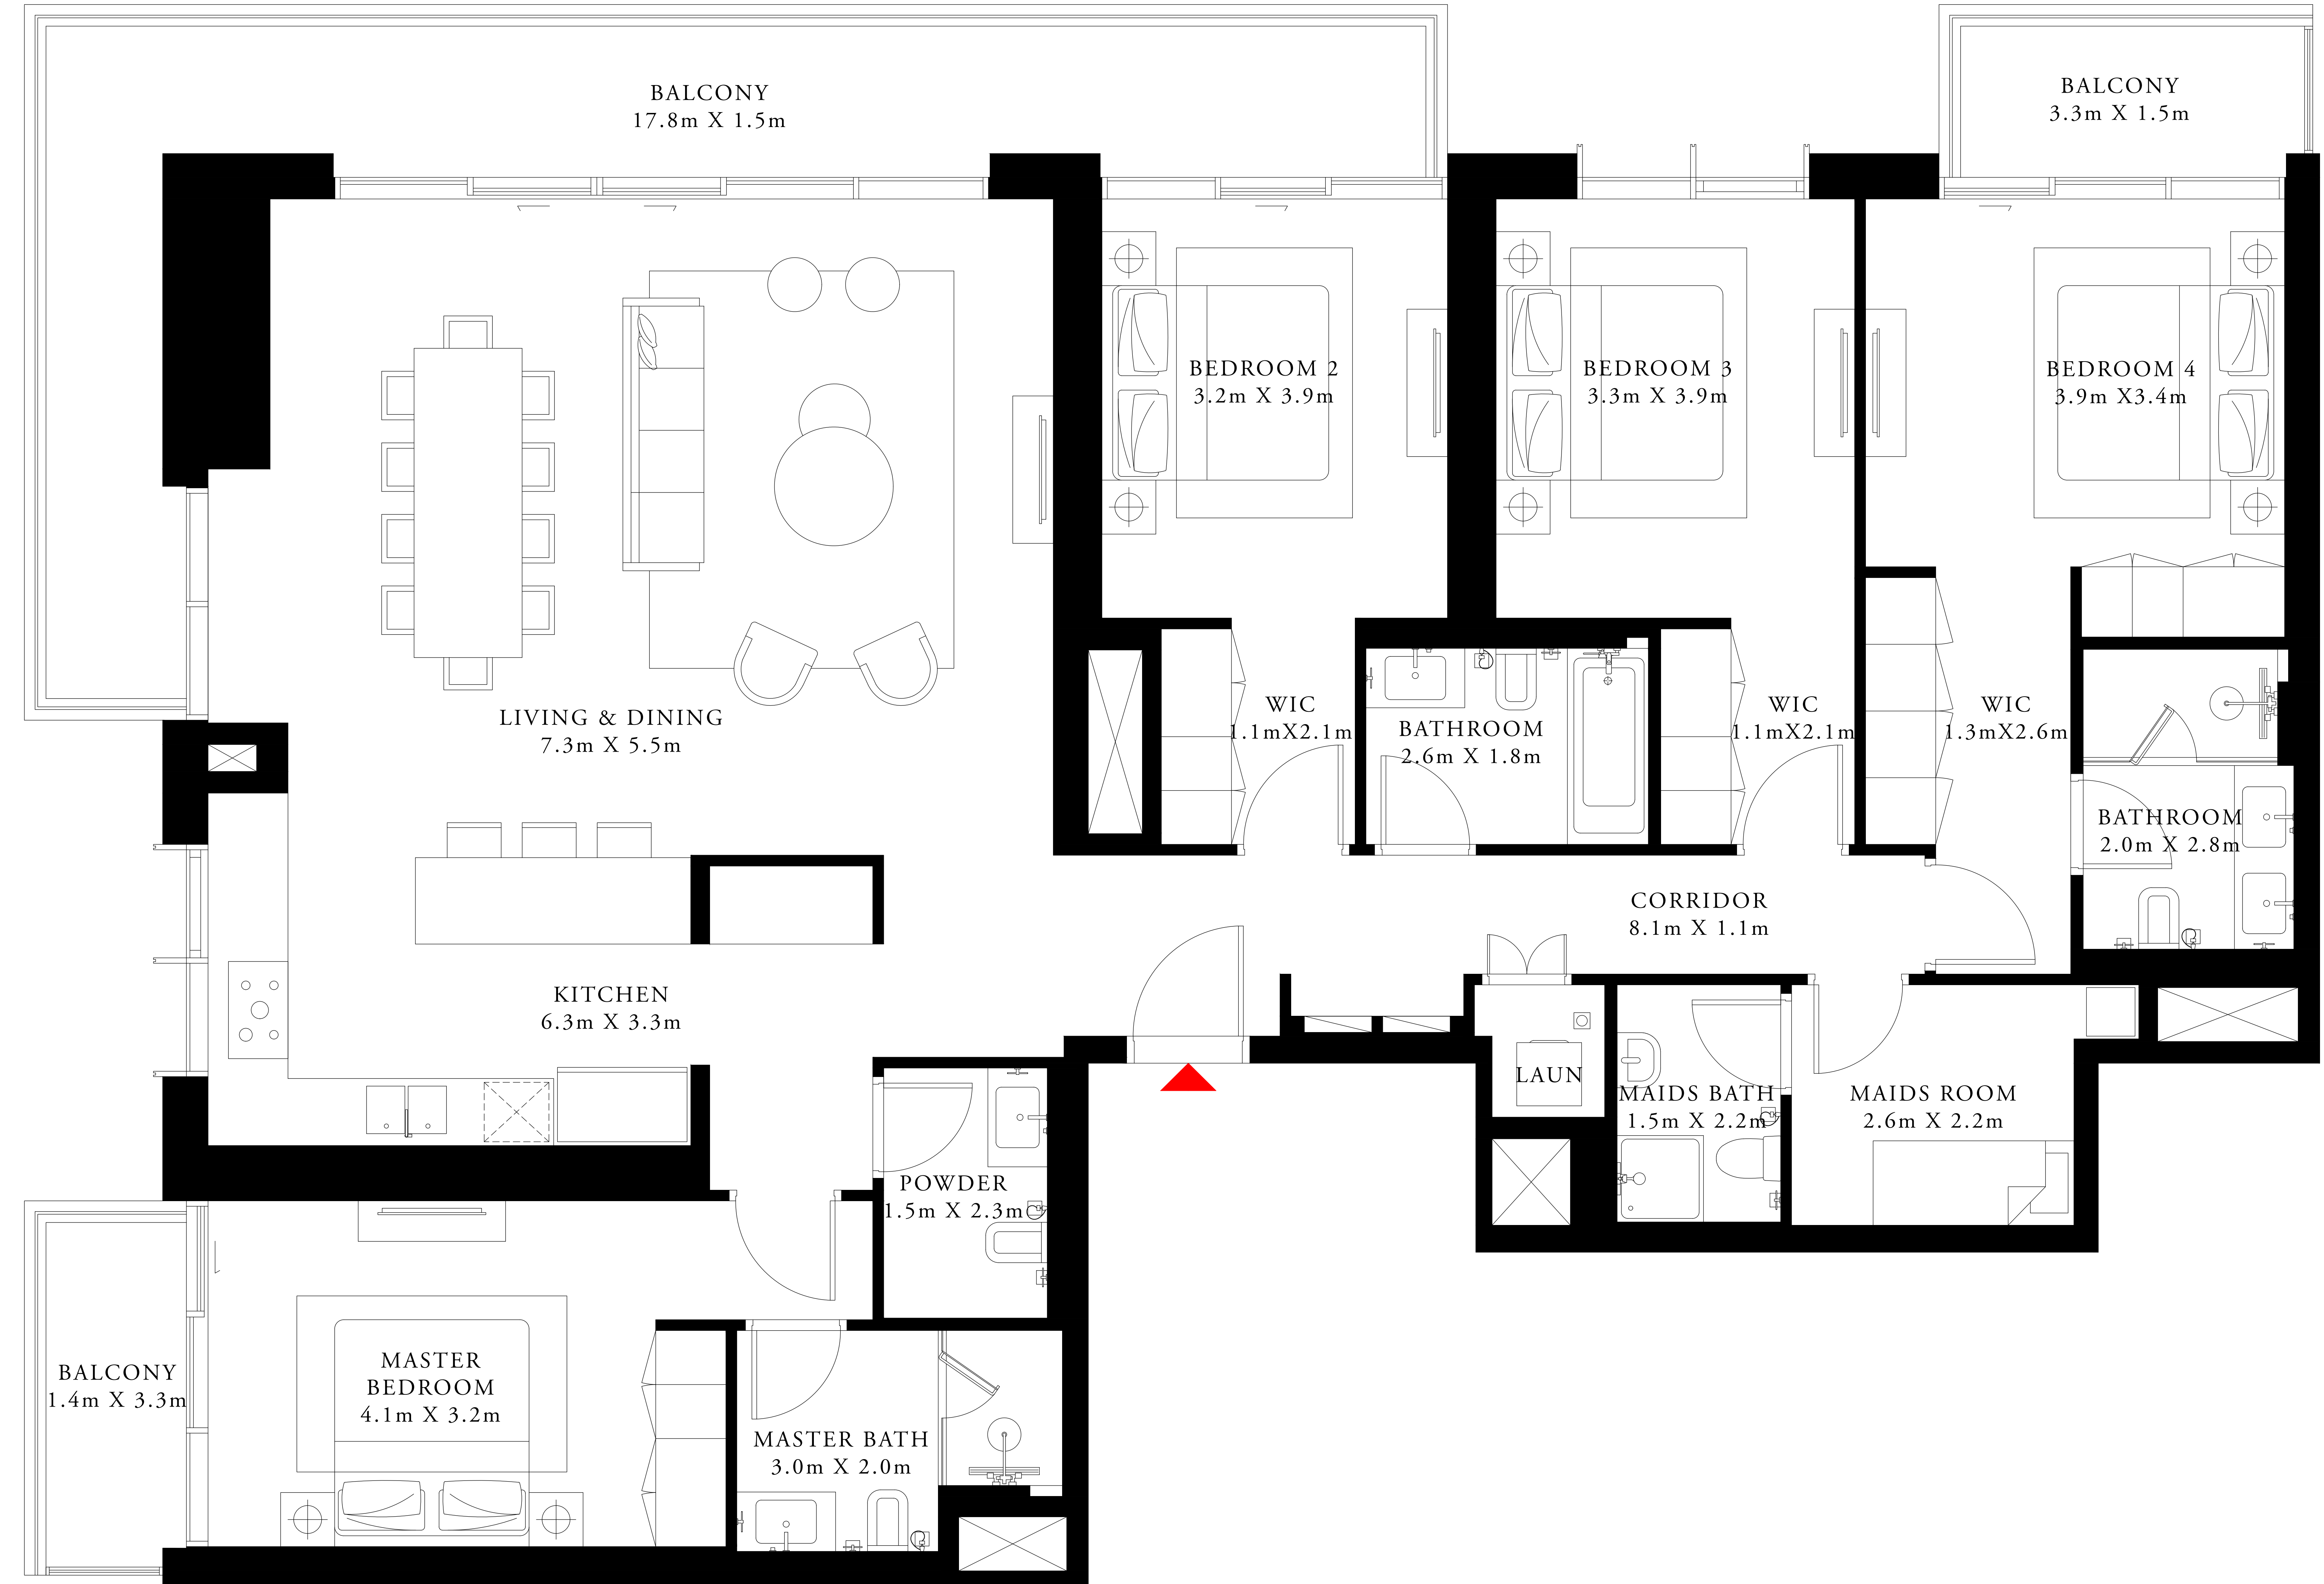 BALCONY
17.8m X 1.5m
BALCONY
3.3m X 1.5m
BEDROOM 2
3.2m X 3.9m
BEDROOM 3
3.3m X 3.9m
BEDROOM 4
3.9m X3.4m
LIVING & DINING
7.3m X 5.5m
WIC
1.1mX2.1m
BATHROOM
2.6m X 1.8m
WIC
1.1mX2.1m
WIC
1.3mX2.6m
BATHROOM
2.0m X 2.8m
CORRIDOR
8.1m X 1.1m
KITCHEN
6.3m X 3.3m
LAUN
MAIDS BATH
1.5m X 2.2m
MAIDS ROOM
2.6m X 2.2m
POWDER
1.5m X 2.3m
BALCONY
1.4m X 3.3m
MASTER
BEDROOM
4.1m X 3.2m
MASTER BATH
3.0m X 2.0m